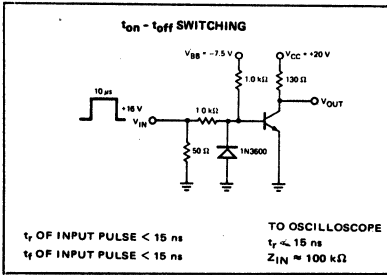 ton - toff SWITCHING
10 μs
+16 V
VIN
VBB = -7.5 V
VCC = +20 V
1.0 kΩ
130 Ω
VOUT
1.0 kΩ
50 Ω
1N3600
tr OF INPUT PULSE < 15 ns
tf OF INPUT PULSE < 15 ns
TO OSCILLOSCOPE
tr < 15 ns
ZIN ≈ 100 kΩ